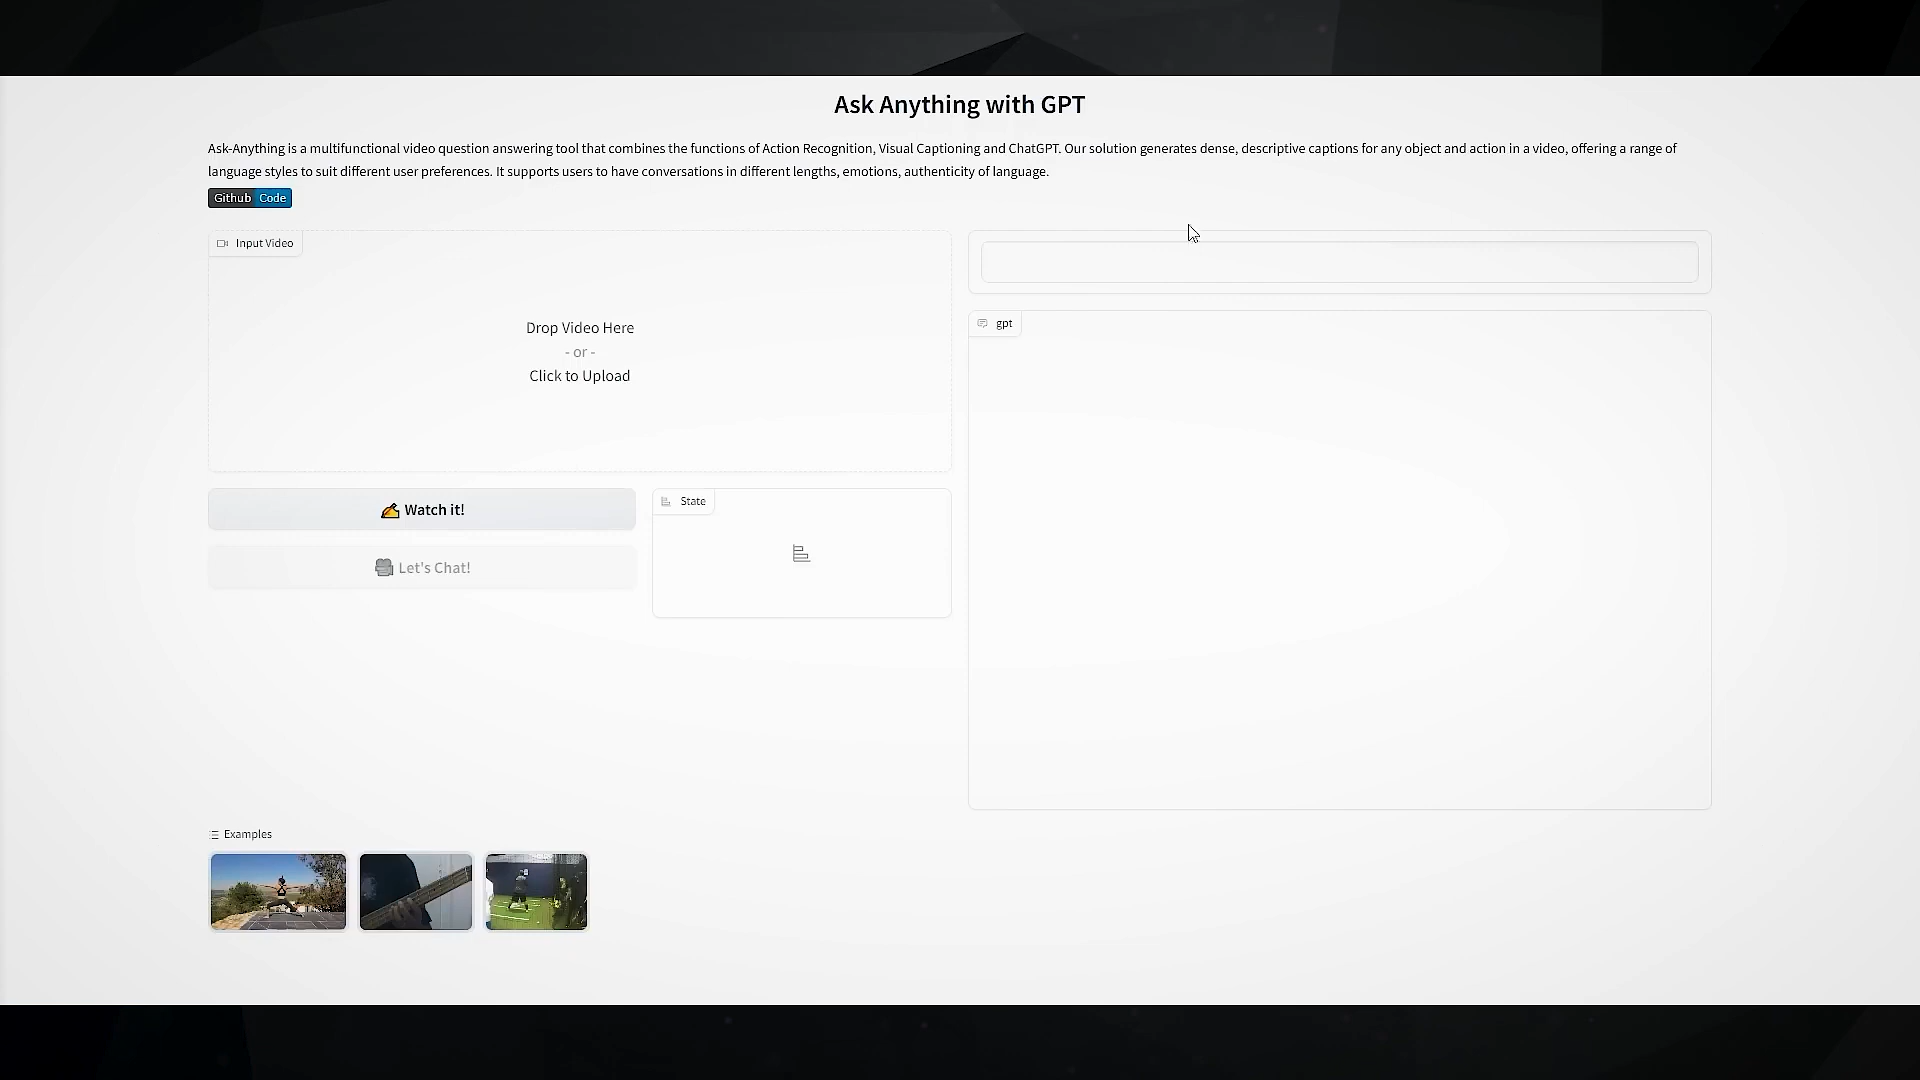 Ask Anything with GPT
Ask-Anything is a multifunctional video question answering tool that combines the functions of Action Recognition, Visual Captioning and ChatGPT. Our solution generates dense, descriptive captions for any object and action in a video, offering a range of
language styles to suit different user preferences. It supports users to have conversations in different lengths, emotions, authenticity of language.
Github Code
Input Video
Drop Video Here
- or -
Click to Upload
gpt
Watch it!
State
Let's Chat!
Examples